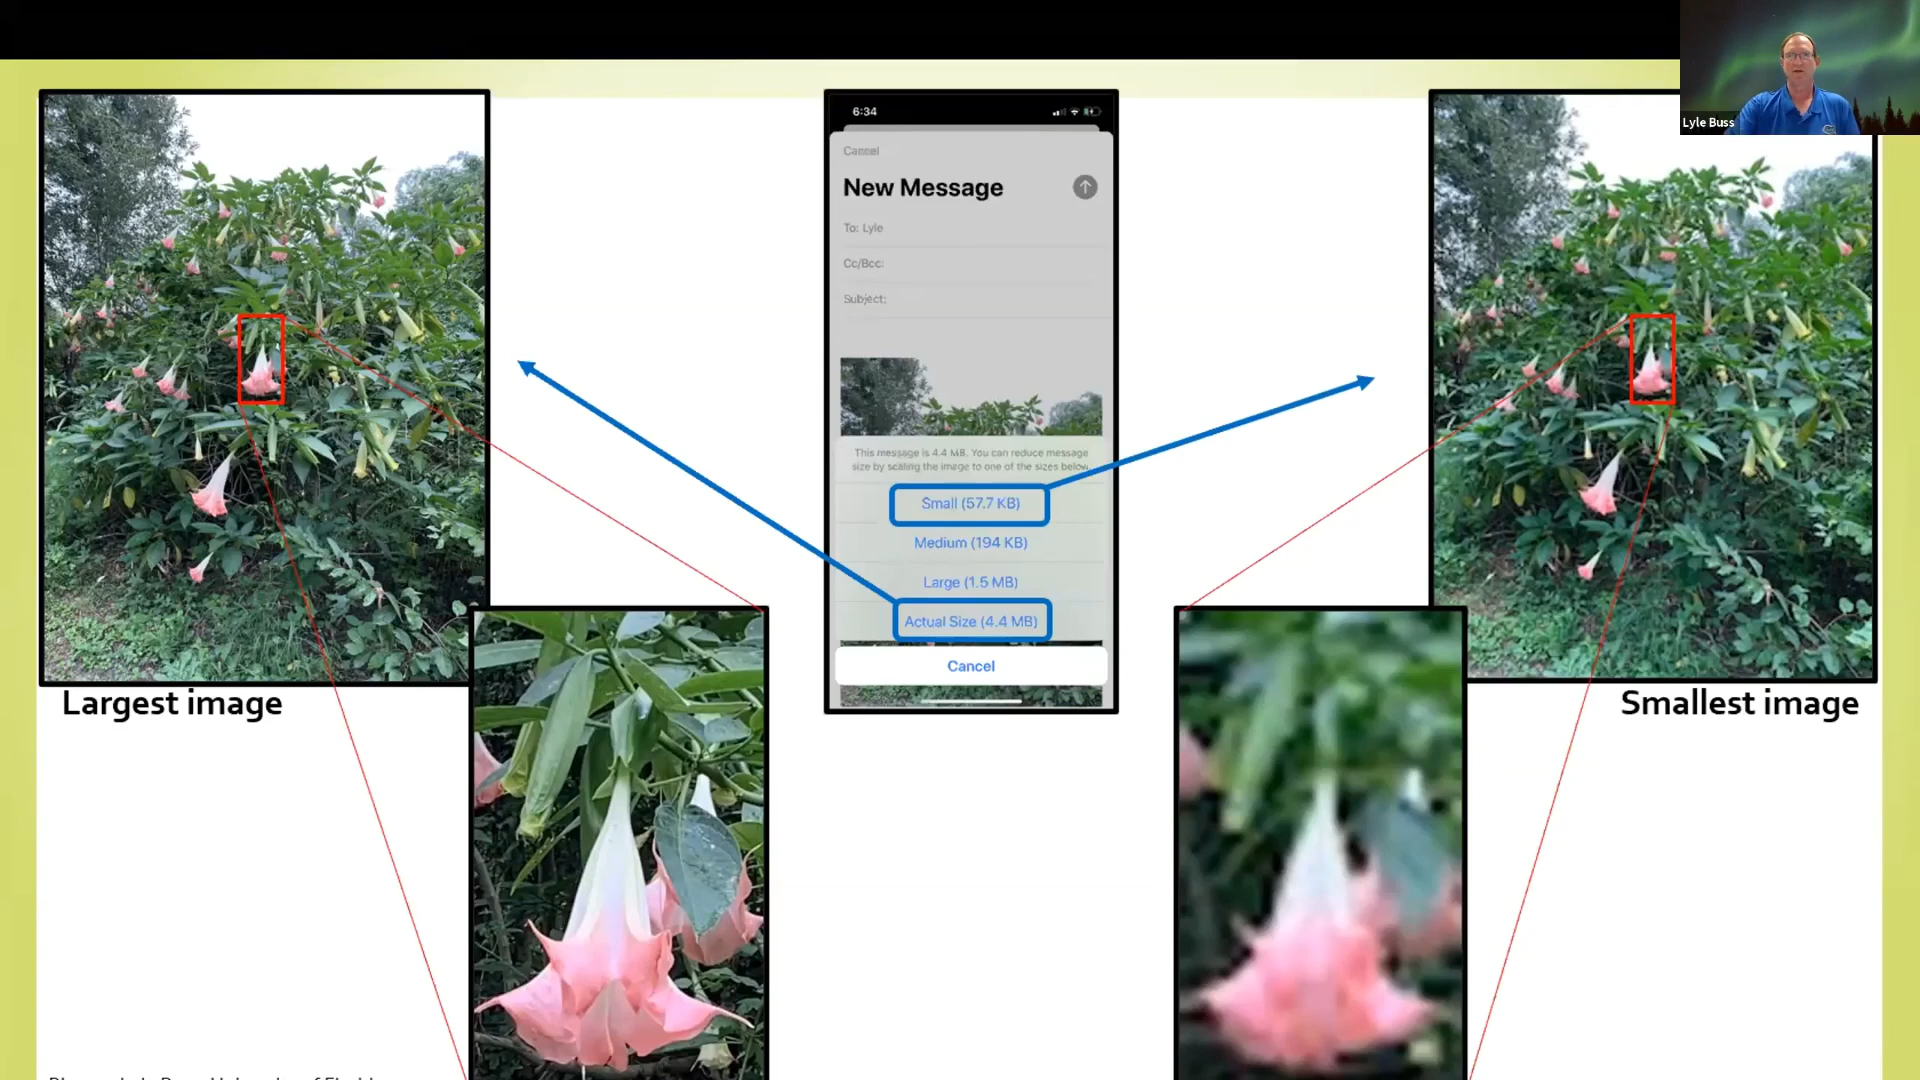 Lyle Buss
6:34
Cancel
New Message
To: Lyle
Cc/Bcc:
Subject:
This message is 4.4 MB. You can reduce message
size by scaling the image to one of the sizes below.
Small (57.7 KB)
Medium (194 KB)
Large (1.5 MB)
Actual Size (4.4 MB)
Cancel
Largest image
Smallest image